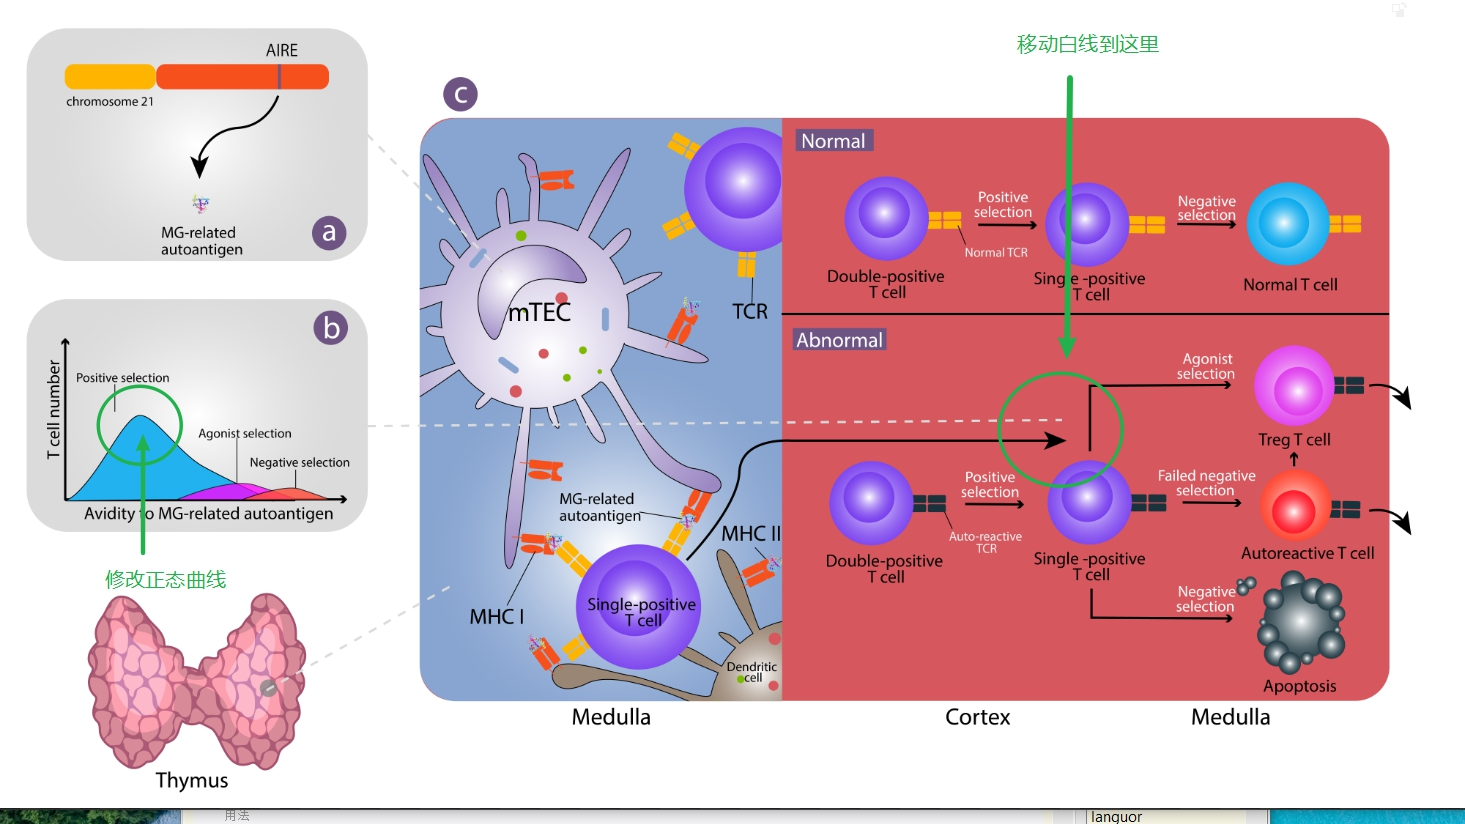 移动白线到这里
AIRE
chromosome 21
MG-related
autoantigen
a
b
T cell number
Positive selection
Agonist selection
Negative selection
Avidity to MG-related autoantigen
修改正态曲线
Thymus
c
mTEC
TCR
MG-related
autoantigen
MHC I
MHC II
Single-positive
T cell
Dendritic
cell
Medulla
Normal
Double-positive
T cell
Positive
selection
Normal TCR
Single -positive
T cell
Negative
selection
Normal T cell
Abnormal
Agonist
selection
Treg T cell
Double-positive
T cell
Positive
selection
Auto-reactive
TCR
Single -positive
T cell
Failed negative
selection
Autoreactive T cell
Negative
selection
Apoptosis
Cortex
Medulla
用法
languor